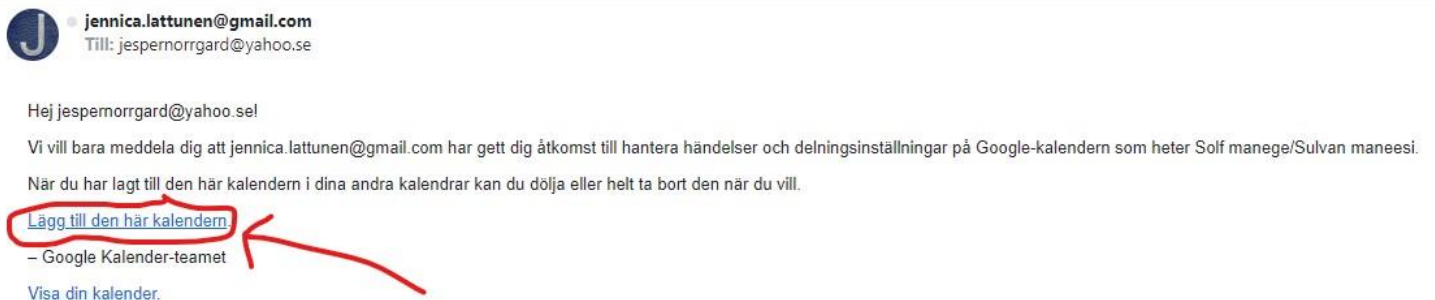 J
jennica.lattunen@gmail.com
Till: jespernorrgard@yahoo.se
Hej jespernorrgard@yahoo.se!
Vi vill bara meddela dig att jennica.lattunen@gmail.com har gett dig åtkomst till hantera händelser och delningsinställningar på Google-kalendern som heter Solf manege/Sulvan maneesi.
När du har lagt till den här kalendern i dina andra kalendrar kan du dölja eller helt ta bort den när du vill.
Lägg till den här kalendern.
– Google Kalender-teamet
Visa din kalender.